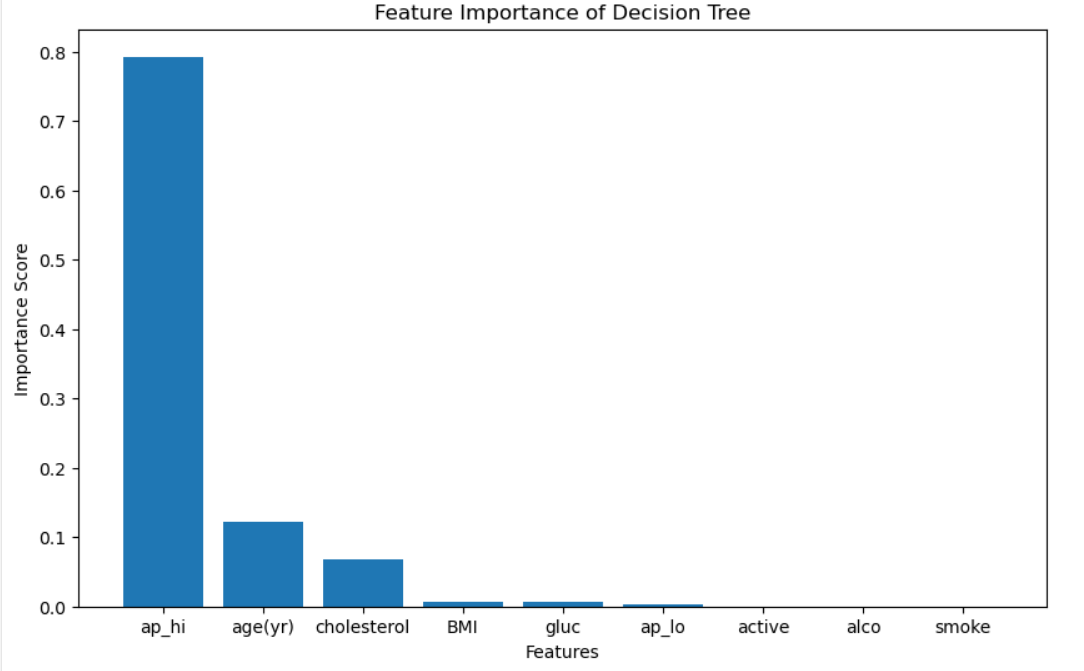 Feature Importance of Decision Tree
Importance Score
0.8
0.7
0.6
0.5
0.4
0.3
0.2
0.1
0.0
ap_hi age(yr) cholesterol BMI gluc ap_lo active alco smoke
Features